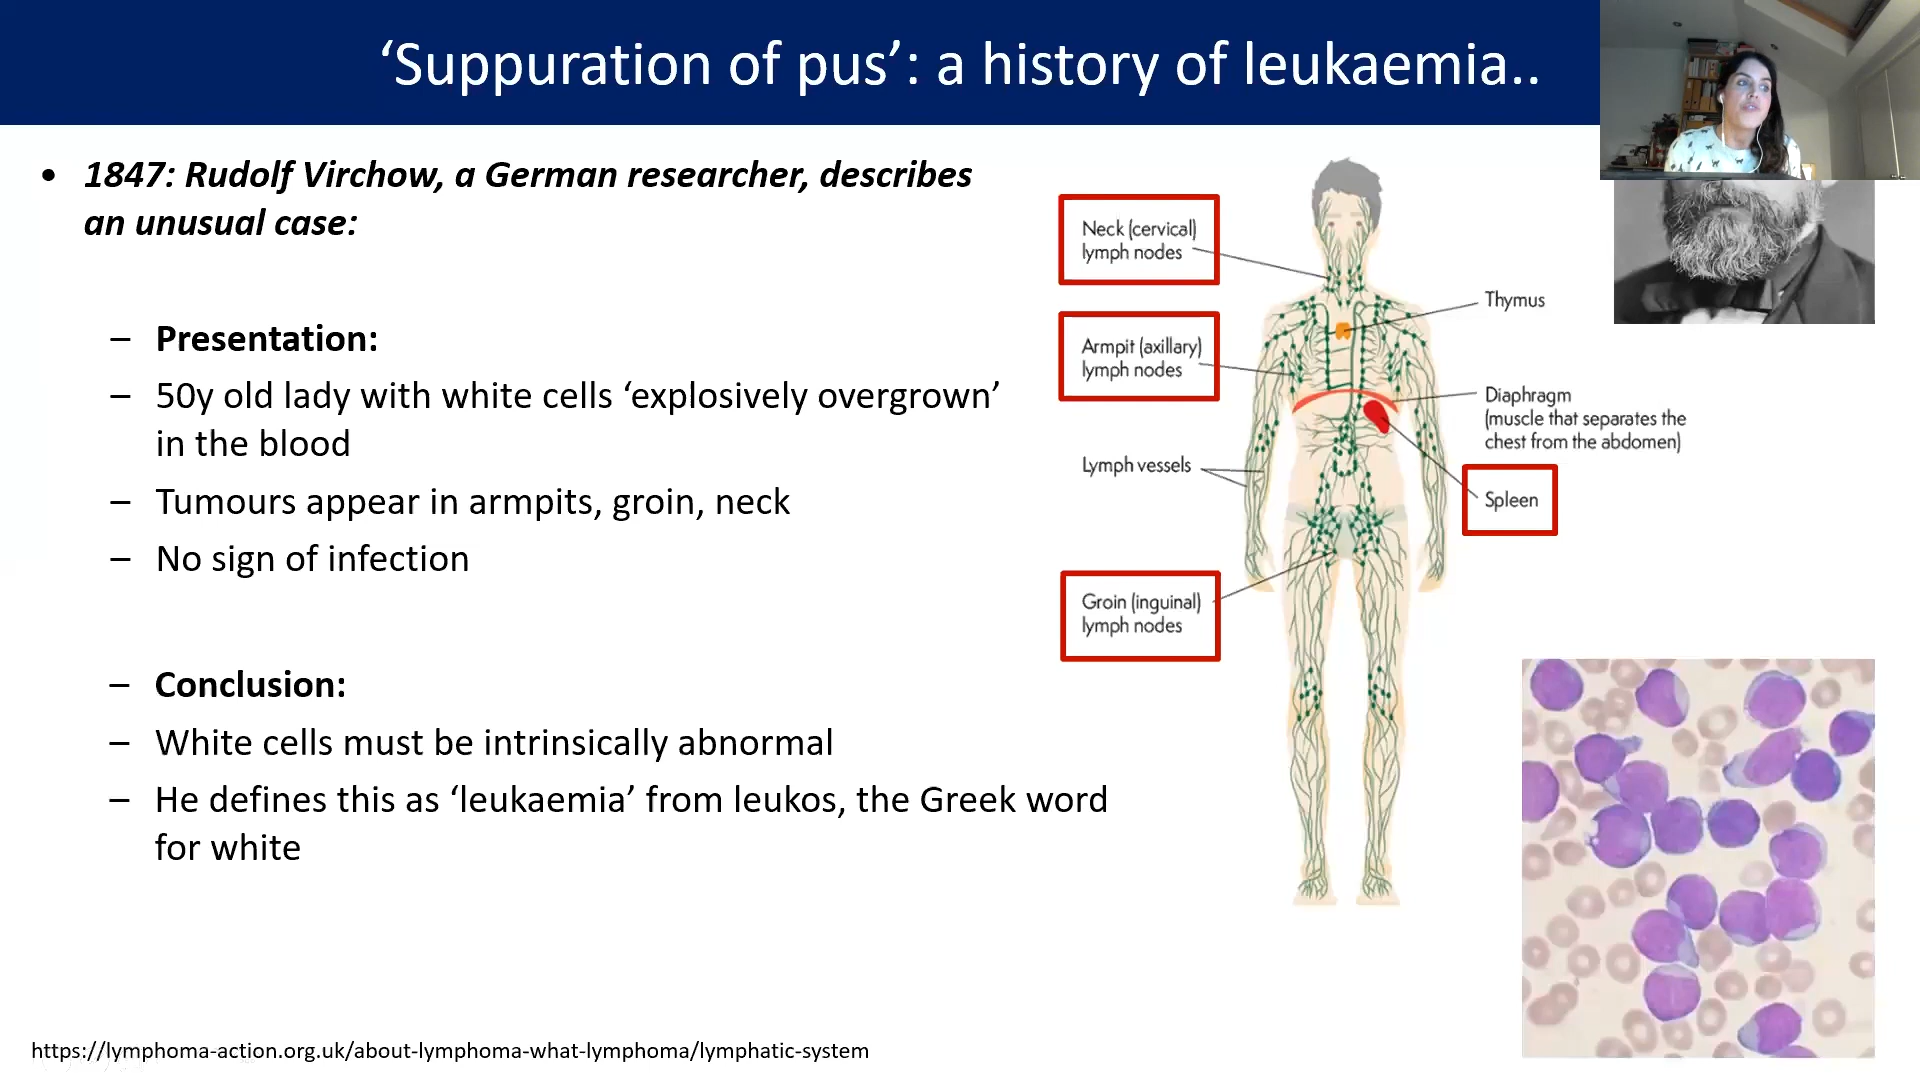 ‘Suppuration of pus’: a history of leukaemia..
• 1847: Rudolf Virchow, a German researcher, describes
an unusual case:
– Presentation:
– 50y old lady with white cells ‘explosively overgrown’
in the blood
– Tumours appear in armpits, groin, neck
– No sign of infection
– Conclusion:
– White cells must be intrinsically abnormal
– He defines this as ‘leukaemia’ from leukos, the Greek word
for white
Neck (cervical)
lymph nodes
Armpit (axillary)
lymph nodes
Lymph vessels
Groin (inguinal)
lymph nodes
Thymus
Diaphragm
(muscle that separates the
chest from the abdomen)
Spleen
https://lymphoma-action.org.uk/about-lymphoma-what-lymphoma/lymphatic-system